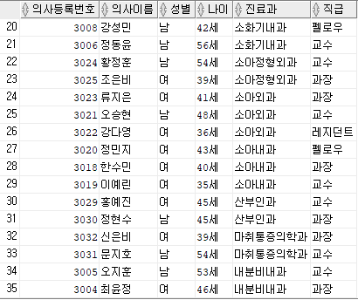 의사등록번호 의사이름 성별 나이 진료과 직급
20 3008 강성민 남 42세 소화기내과 펠로우
21 3006 정동윤 남 56세 소화기내과 교수
22 3024 황정훈 남 54세 소아정형외과 교수
23 3025 조은비 여 39세 소아정형외과 과장
24 3023 류지은 여 41세 소아외과 과장
25 3021 오승현 남 48세 소아외과 교수
26 3022 강다영 여 36세 소아외과 레지던트
27 3020 정민지 여 43세 소아내과 펠로우
28 3018 한수민 여 40세 소아내과 과장
29 3019 이예린 여 35세 소아내과 교수
30 3029 홍예진 여 45세 산부인과 교수
31 3030 정현수 남 45세 산부인과 과장
32 3032 신은비 여 39세 마취통증의학과 과장
33 3031 문지호 남 54세 마취통증의학과 교수
34 3005 오지훈 남 53세 내분비내과 교수
35 3004 최윤정 여 46세 내분비내과 과장